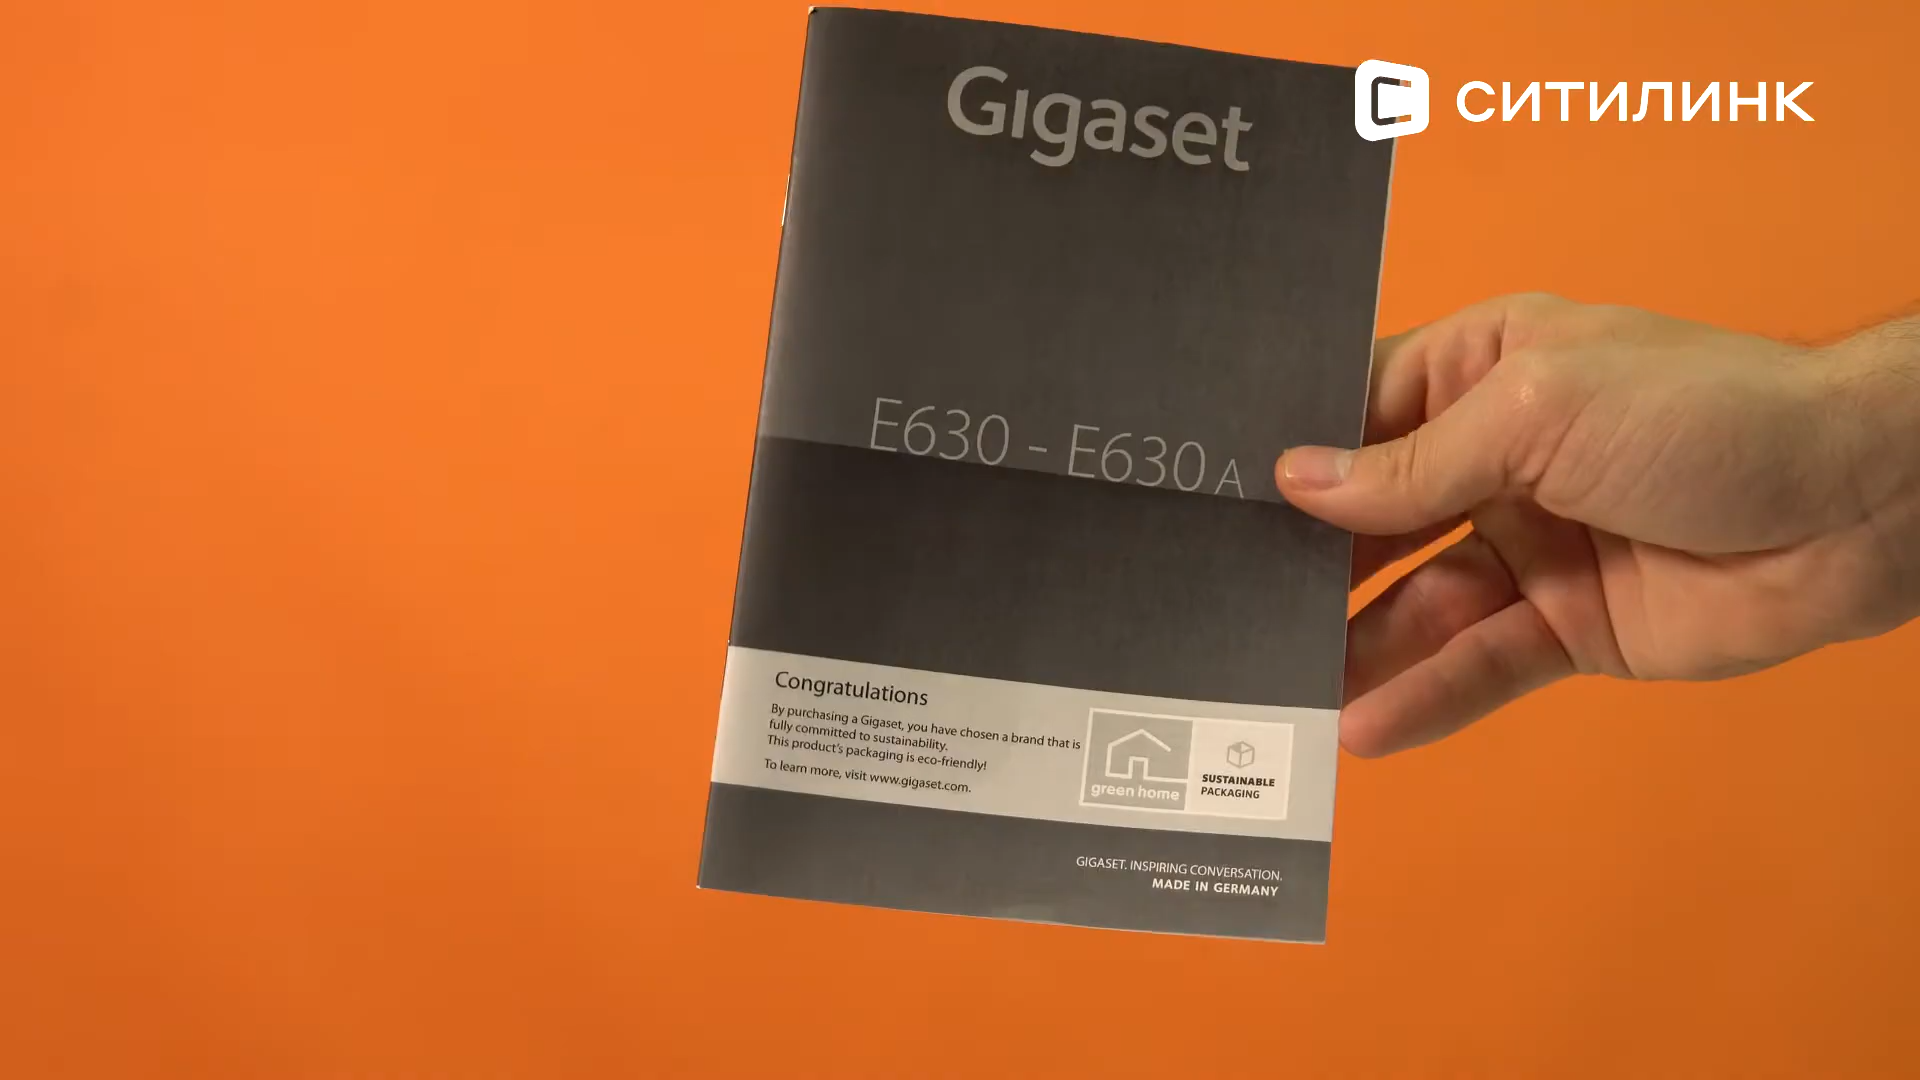 Gigaset
СИТИЛИНК
E630 - E630A
Congratulations
By purchasing a Gigaset, you have chosen a brand that is
fully committed to sustainability.
This product's packaging is eco-friendly!
To learn more, visit www.gigaset.com.
green home
SUSTAINABLE
PACKAGING
GIGASET. INSPIRING CONVERSATION.
MADE IN GERMANY